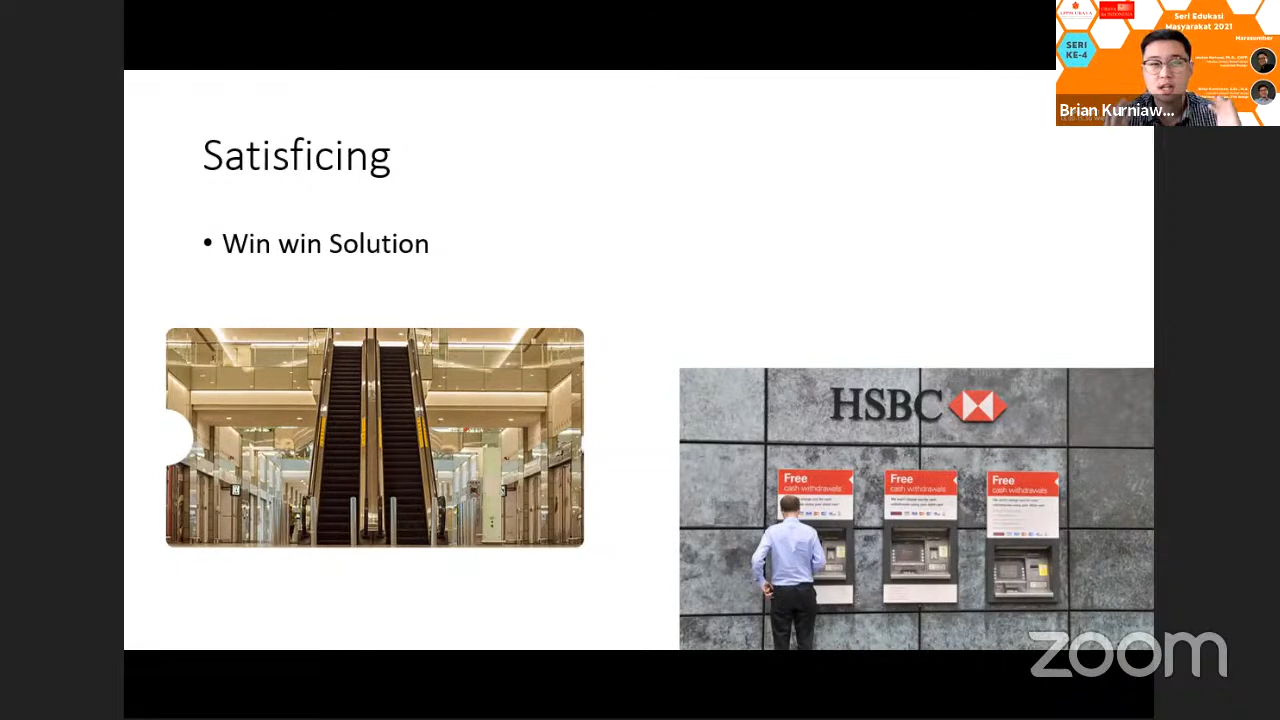 Seri Edukasi
Masyarakat 2021
Narasumber
SERI
KE-4
Brian Kurniaw...
Satisficing
• Win win Solution
HSBC
Free
cash withdrawals
Free
cash withdrawals
Free
cash withdrawals
zoom